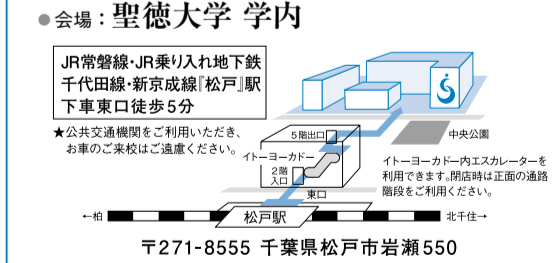 ●会場：聖徳大学 学内
JR常磐線・JR乗り入れ地下鉄
千代田線・新京成線『松戸』駅
下車東口徒歩5分
★公共交通機関をご利用いただき、
お車のご来校はご遠慮ください。
5階出口
中央公園
イトーヨーカドー
2階
入口
イトーヨーカドー内エスカレーターを
利用できます。閉店時は正面の通路
階段をご利用ください。
東口
←柏
松戸駅
北千住→
〒271-8555 千葉県松戸市岩瀬550